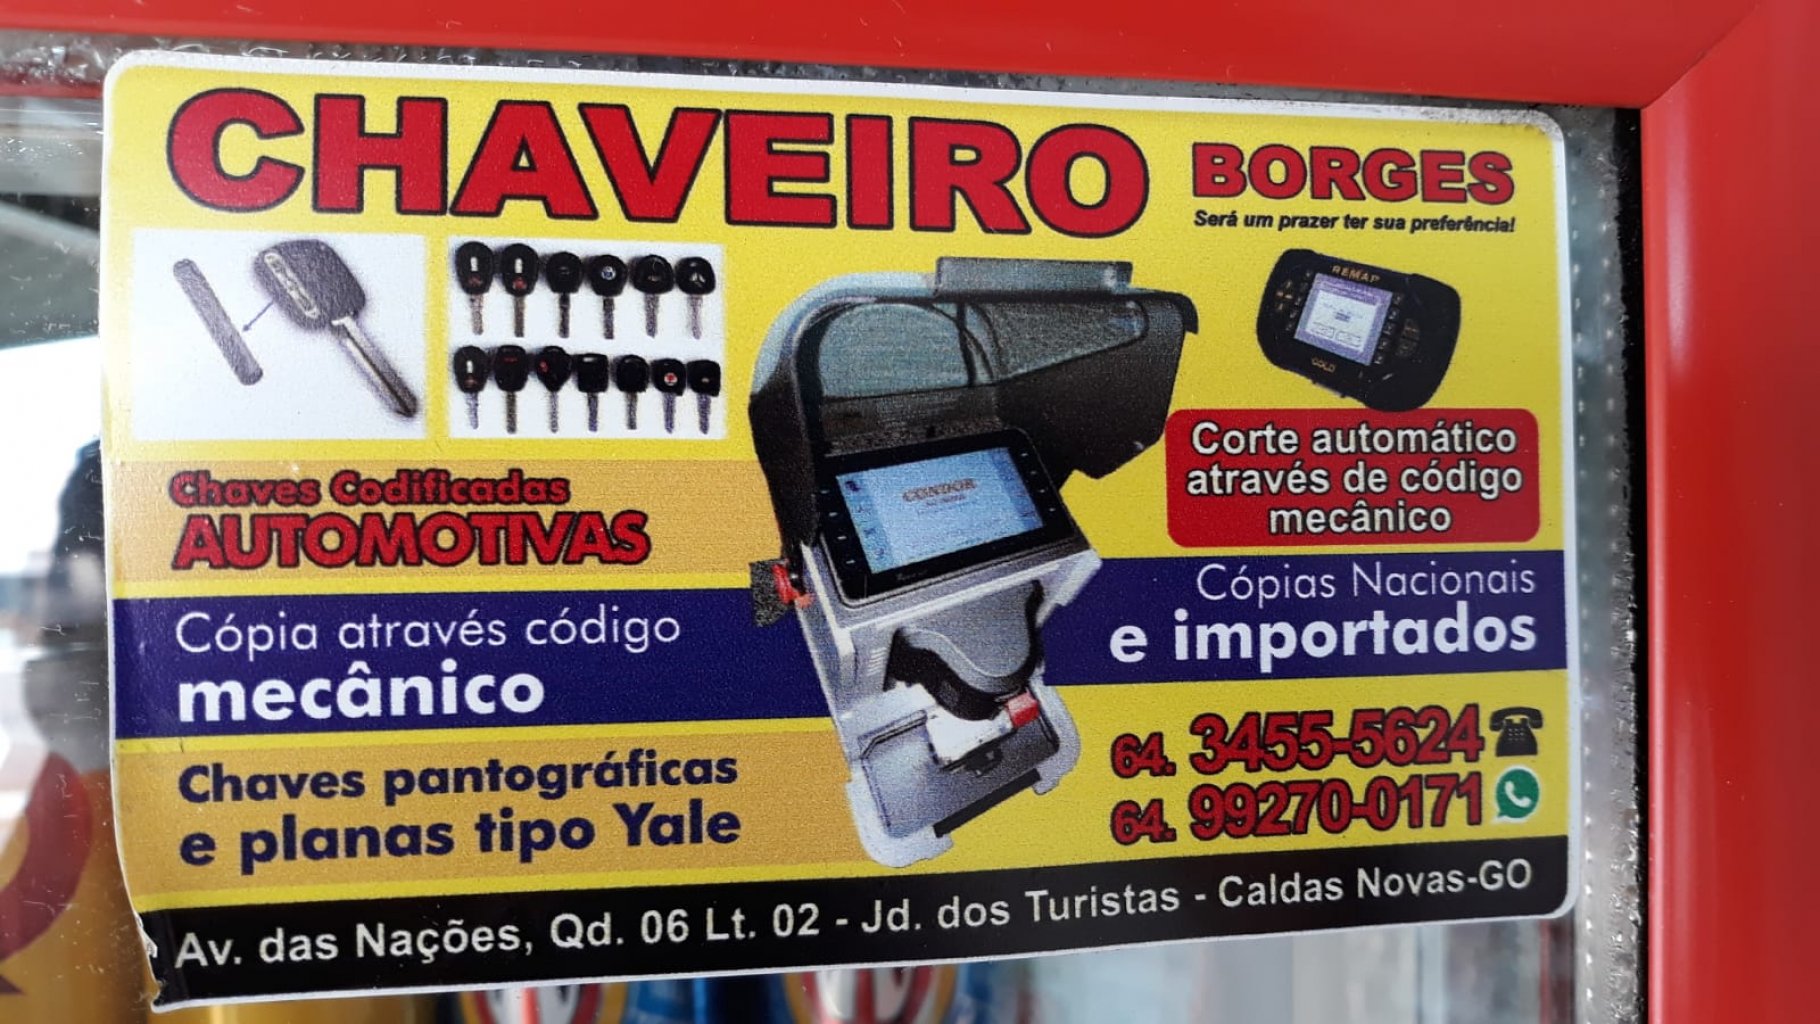 CHAVEIRO
BORGES
Será um prazer ter sua preferência!
REMAP
GOLD
Chaves Codificadas
AUTOMOTIVAS
CONDOR
Corte automático
através de código
mecânico
Cópia através código
mecânico
Cópias Nacionais
e importados
Chaves pantográficas
e planas tipo Yale
64. 3455-5624
64. 99270-0171
Av. das Nações, Qd. 06 Lt. 02 - Jd. dos Turistas - Caldas Novas-GO